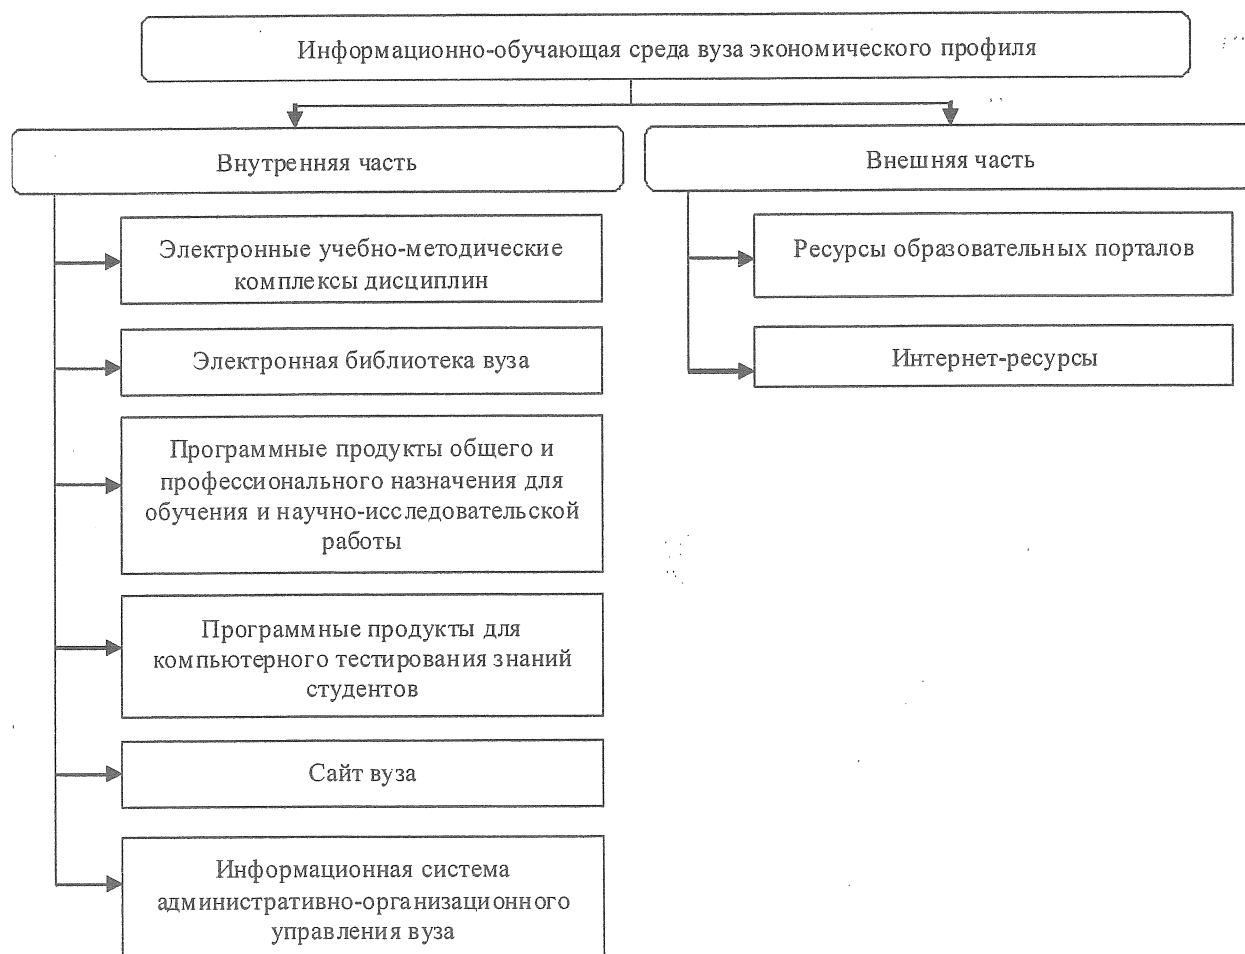 Информационно-обучающая среда вуза экономического профиля
Внутренняя часть
Электронные учебно-методические
комплексы дисциплин
Электронная библиотека вуза
Программные продукты общего и
профессионального назначения для
обучения и научно-исследовательской
работы
Программные продукты для
компьютерного тестирования знаний
студентов
Сайт вуза
Информационная система
административно-организационного
управления вуза
Внешняя часть
Ресурсы образовательных порталов
Интернет-ресурсы